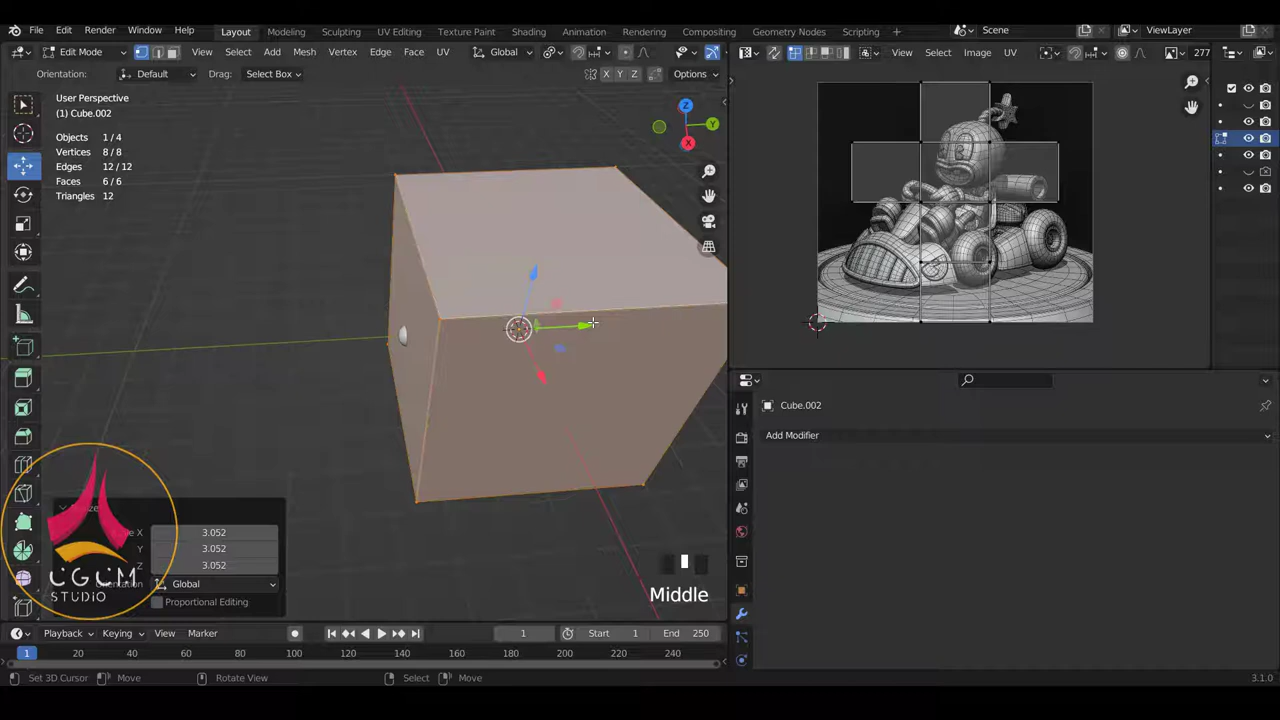 File Edit Render Window Help Layout Modeling Sculpting UV Editing Texture Paint Shading Animation Rendering Compositing Geometry Nodes Scripting Scene ViewLayer
Edit Mode View Select Add Mesh Vertex Edge Face UV Global View Select Image UV 277
Orientation: Default Drag: Select Box X Y Z Options
User Perspective
(1) Cube.002
Objects 1 / 4
Vertices 8 / 8
Edges 12 / 12
Faces 6 / 6
Triangles 12
Z
Y
X
Cube.002
Add Modifier
X 3.052
Y 3.052
Z 3.052
Global
Proportional Editing
UGUM
STUDIO
Middle
Playback Keying View Marker 1 Start 1 End 250
1 20 40 60 80 100 120 140 160 180 200 220 240
Set 3D Cursor Move Rotate View Select Move 3.1.0